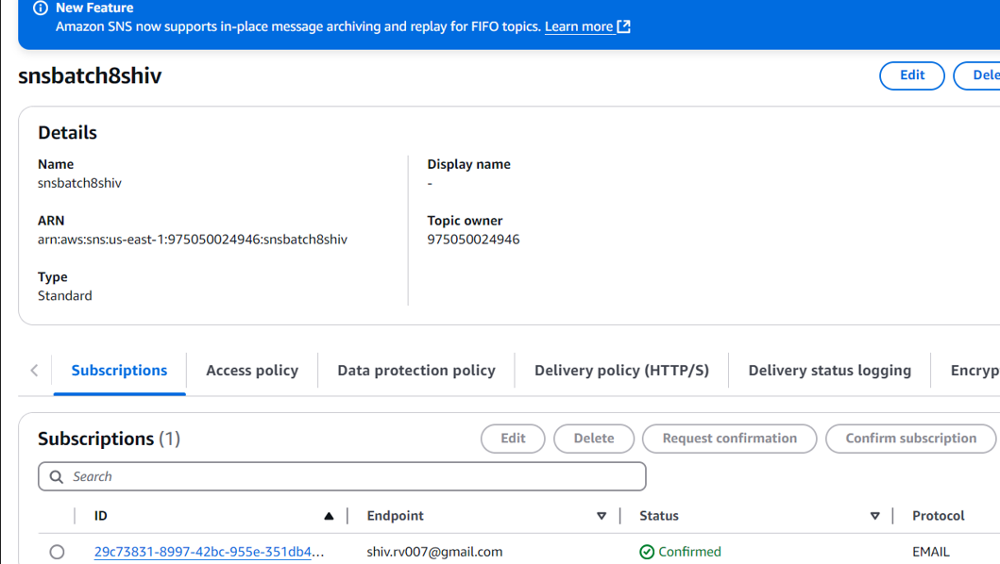 New Feature
Amazon SNS now supports in-place message archiving and replay for FIFO topics. Learn more
snsbatch8shiv
Edit
Dele
Details
Name
snsbatch8shiv
Display name
-
ARN
arn:aws:sns:us-east-1:975050024946:snsbatch8shiv
Topic owner
975050024946
Type
Standard
Subscriptions Access policy Data protection policy Delivery policy (HTTP/S) Delivery status logging Encryp
Subscriptions (1)
Edit Delete Request confirmation Confirm subscription
Search
ID Endpoint Status Protocol
29c73831-8997-42bc-955e-351db4... shiv.rv007@gmail.com Confirmed EMAIL